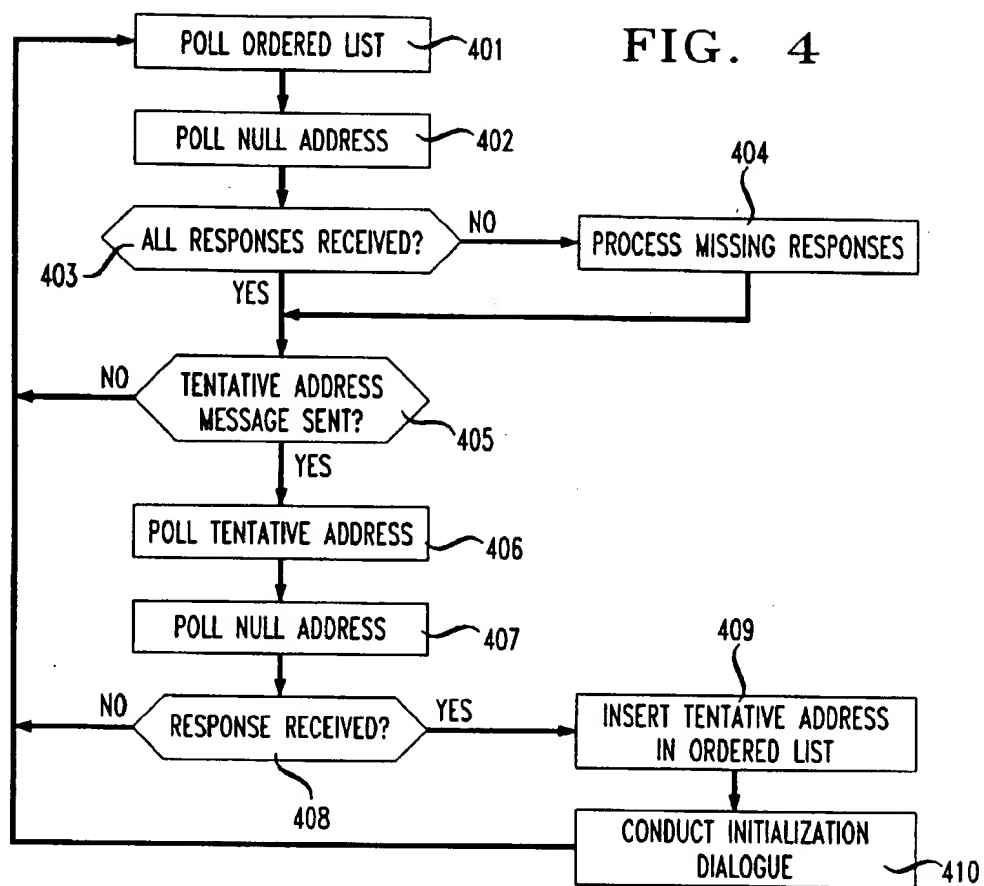 FIG. 4
POLL ORDERED LIST
401
POLL NULL ADDRESS
402
ALL RESPONSES RECEIVED?
403
NO
404
PROCESS MISSING RESPONSES
YES
NO
TENTATIVE ADDRESS
MESSAGE SENT?
405
YES
POLL TENTATIVE ADDRESS
406
POLL NULL ADDRESS
407
NO
RESPONSE RECEIVED?
408
YES
409
INSERT TENTATIVE ADDRESS
IN ORDERED LIST
CONDUCT INITIALIZATION
DIALOGUE
410